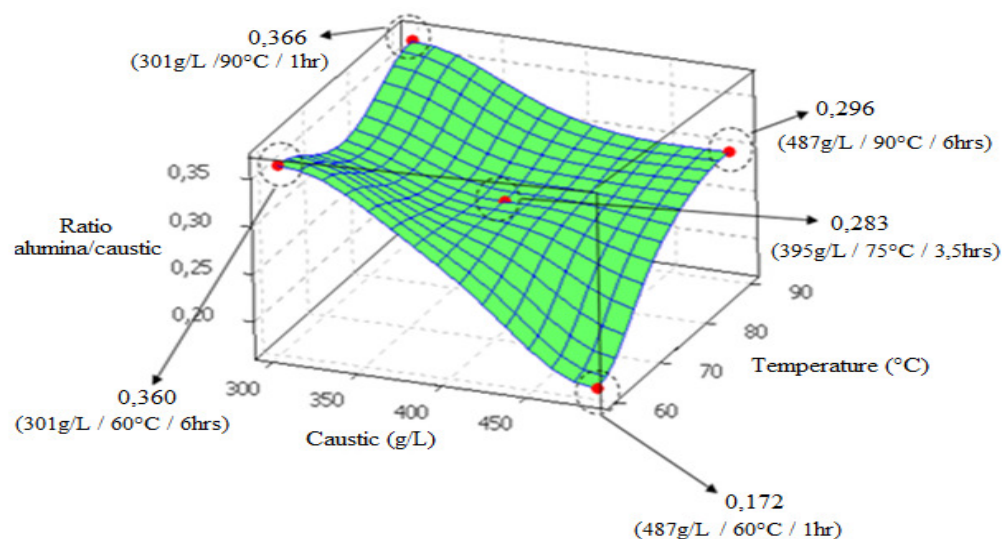 0,366
(301g/L /90°C / 1hr)
0,296
(487g/L / 90°C / 6hrs)
0,35
0,30
0,25
0,20
Ratio
alumina/caustic
0,283
(395g/L / 75°C / 3,5hrs)
90
80
70
60
Temperature (°C)
300
350
400
450
Caustic (g/L)
0,360
(301g/L / 60°C / 6hrs)
0,172
(487g/L / 60°C / 1hr)